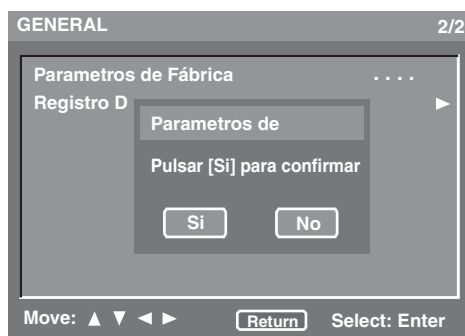 GENERAL 2/2
Parametros de Fábrica . . . .
Registro D
Parametros de
Pulsar [Si] para confirmar
Si No
Move: ▲ ▼ ◄ ► Return Select: Enter